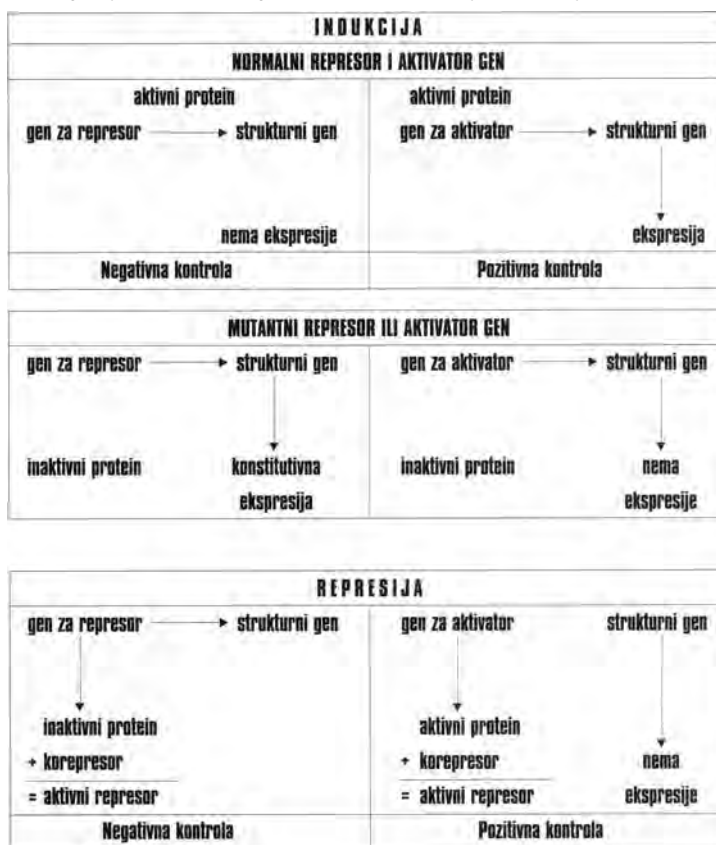 INDUKCIJA
NORMALNI REPRESOR I AKTIVATOR GEN
aktivni protein
gen za represor
strukturni gen
nema ekspresije
Negativna kontrola
aktivni protein
gen za aktivator
strukturni gen
ekspresija
Pozitivna kontrola
MUTANTNI REPRESOR ILI AKTIVATOR GEN
gen za represor
strukturni gen
inaktivni protein
konstitutivna
ekspresija
gen za aktivator
strukturni gen
inaktivni protein
nema
ekspresije
REPRESIJA
gen za represor
strukturni gen
inaktivni protein
+ korepresor
= aktivni represor
Negativna kontrola
gen za aktivator
strukturni gen
aktivni protein
+ korepresor
= aktivni represor
nema
ekspresije
Pozitivna kontrola